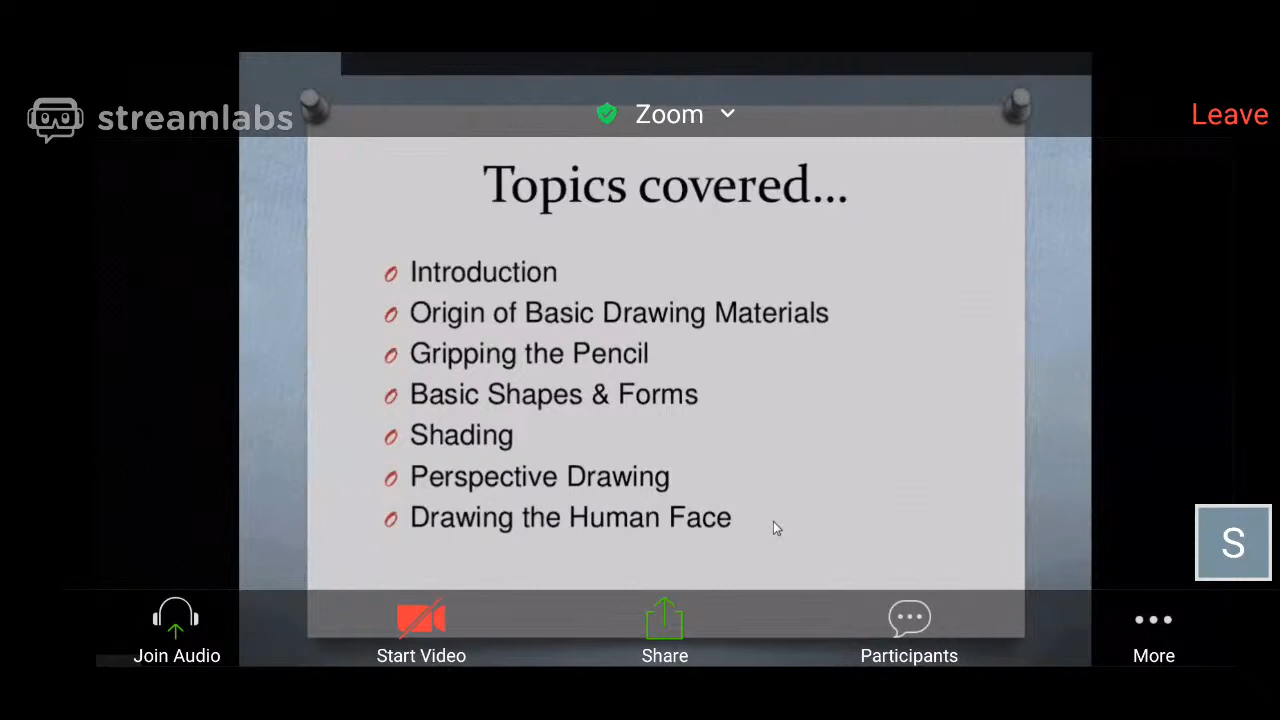 streamlabs
Zoom
Leave
Topics covered...
Introduction
Origin of Basic Drawing Materials
Gripping the Pencil
Basic Shapes & Forms
Shading
Perspective Drawing
Drawing the Human Face
S
Join Audio
Start Video
Share
Participants
More